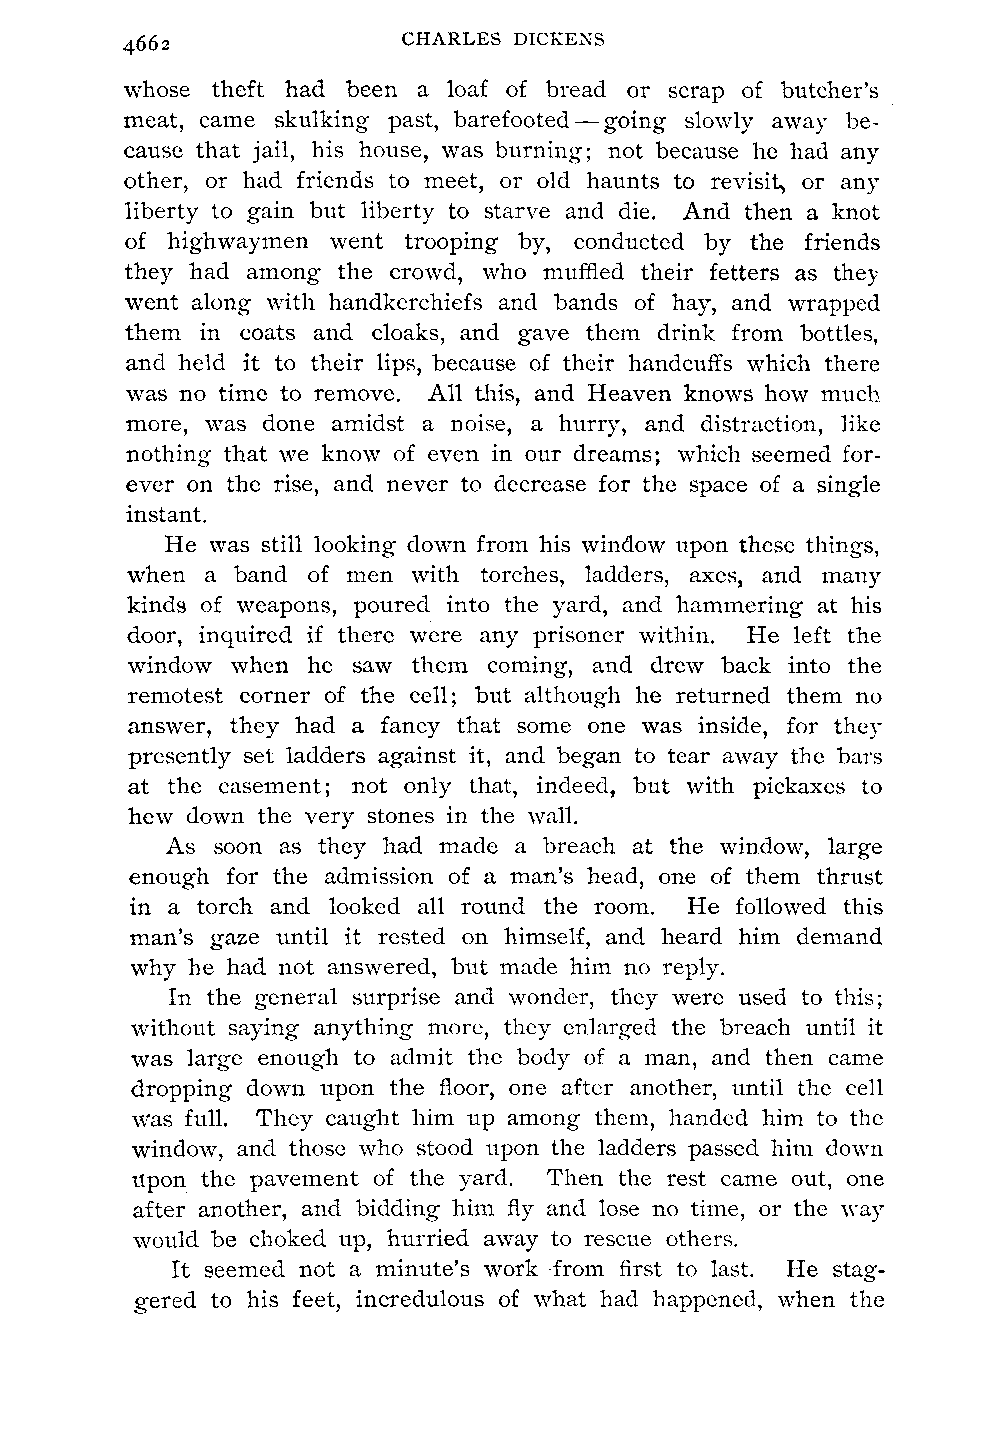 4662 CHARLES DICKENS
whose theft had been a loaf of bread or scrap of butcher's
meat, came skulking past, barefooted — going slowly away be-
cause that jail, his house, was burning; not because he had any
other, or had friends to meet, or old haunts to revisit, or any
liberty to gain but liberty to starve and die. And then a knot
of highwaymen went trooping by, conducted by the friends
they had among the crowd, who muffled their fetters as they
went along with handkerchiefs and bands of hay, and wrapped
them in coats and cloaks, and gave them drink from bottles,
and held it to their lips, because of their handcuffs which there
was no time to remove. All this, and Heaven knows how much
more, was done amidst a noise, a hurry, and distraction, like
nothing that we know of even in our dreams; which seemed for-
ever on the rise, and never to decrease for the space of a single
instant.
He was still looking down from his window upon these things,
when a band of men with torches, ladders, axes, and many
kinds of weapons, poured into the yard, and hammering at his
door, inquired if there were any prisoner within. He left the
window when he saw them coming, and drew back into the
remotest corner of the cell; but although he returned them no
answer, they had a fancy that some one was inside, for they
presently set ladders against it, and began to tear away the bars
at the casement; not only that, indeed, but with pickaxes to
hew down the very stones in the wall.
As soon as they had made a breach at the window, large
enough for the admission of a man's head, one of them thrust
in a torch and looked all round the room. He followed this
man's gaze until it rested on himself, and heard him demand
why he had not answered, but made him no reply.
In the general surprise and wonder, they were used to this;
without saying anything more, they enlarged the breach until it
was large enough to admit the body of a man, and then came
dropping down upon the floor, one after another, until the cell
was full. They caught him up among them, handed him to the
window, and those who stood upon the ladders passed him down
upon the pavement of the yard. Then the rest came out, one
after another, and bidding him fly and lose no time, or the way
would be choked up, hurried away to rescue others.
It seemed not a minute's work from first to last. He stag-
gered to his feet, incredulous of what had happened, when the